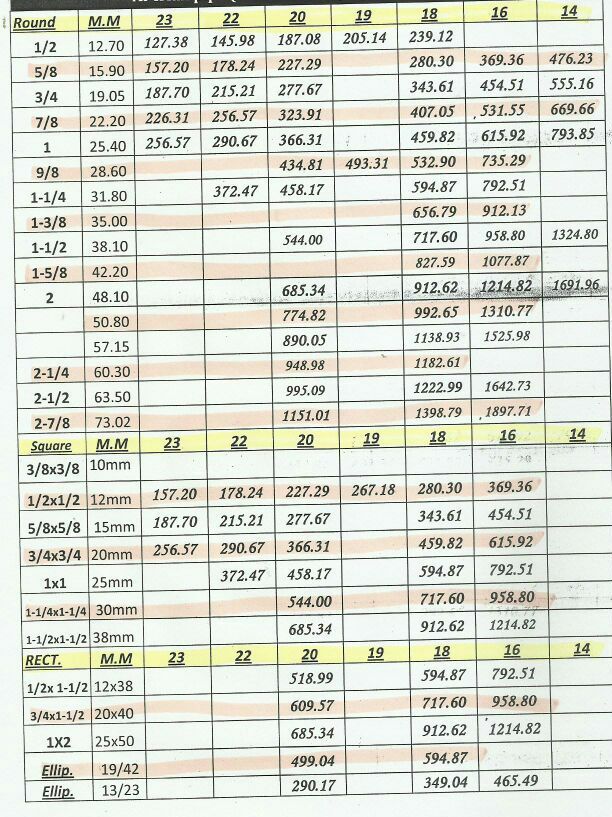 Round M.M 23 22 20 19 18 16 14
1/2 12.70 127.38 145.98 187.08 205.14 239.12
5/8 15.90 157.20 178.24 227.29 280.30 369.36 476.23
3/4 19.05 187.70 215.21 277.67 343.61 454.51 555.16
7/8 22.20 226.31 256.57 323.91 407.05 531.55 669.66
1 25.40 256.57 290.67 366.31 459.82 615.92 793.85
9/8 28.60 434.81 493.31 532.90 735.29
1-1/4 31.80 372.47 458.17 594.87 792.51
1-3/8 35.00 656.79 912.13
1-1/2 38.10 544.00 717.60 958.80 1324.80
1-5/8 42.20 827.59 1077.87
2 48.10 685.34 912.62 1214.82 1691.96
50.80 774.82 992.65 1310.77
57.15 890.05 1138.93 1525.98
2-1/4 60.30 948.98 1182.61
2-1/2 63.50 995.09 1222.99 1642.73
2-7/8 73.02 1151.01 1398.79 1897.71
Square M.M 23 22 20 19 18 16 14
3/8x3/8 10mm
1/2x1/2 12mm 157.20 178.24 227.29 267.18 280.30 369.36
5/8x5/8 15mm 187.70 215.21 277.67 343.61 454.51
3/4x3/4 20mm 256.57 290.67 366.31 459.82 615.92
1x1 25mm 372.47 458.17 594.87 792.51
1-1/4x1-1/4 30mm 544.00 717.60 958.80
1-1/2x1-1/2 38mm 685.34 912.62 1214.82
RECT. M.M 23 22 20 19 18 16 14
1/2x 1-1/2 12x38 518.99 594.87 792.51
3/4x1-1/2 20x40 609.57 717.60 958.80
1X2 25x50 685.34 912.62 1214.82
Ellip. 19/42 499.04 594.87
Ellip. 13/23 290.17 349.04 465.49